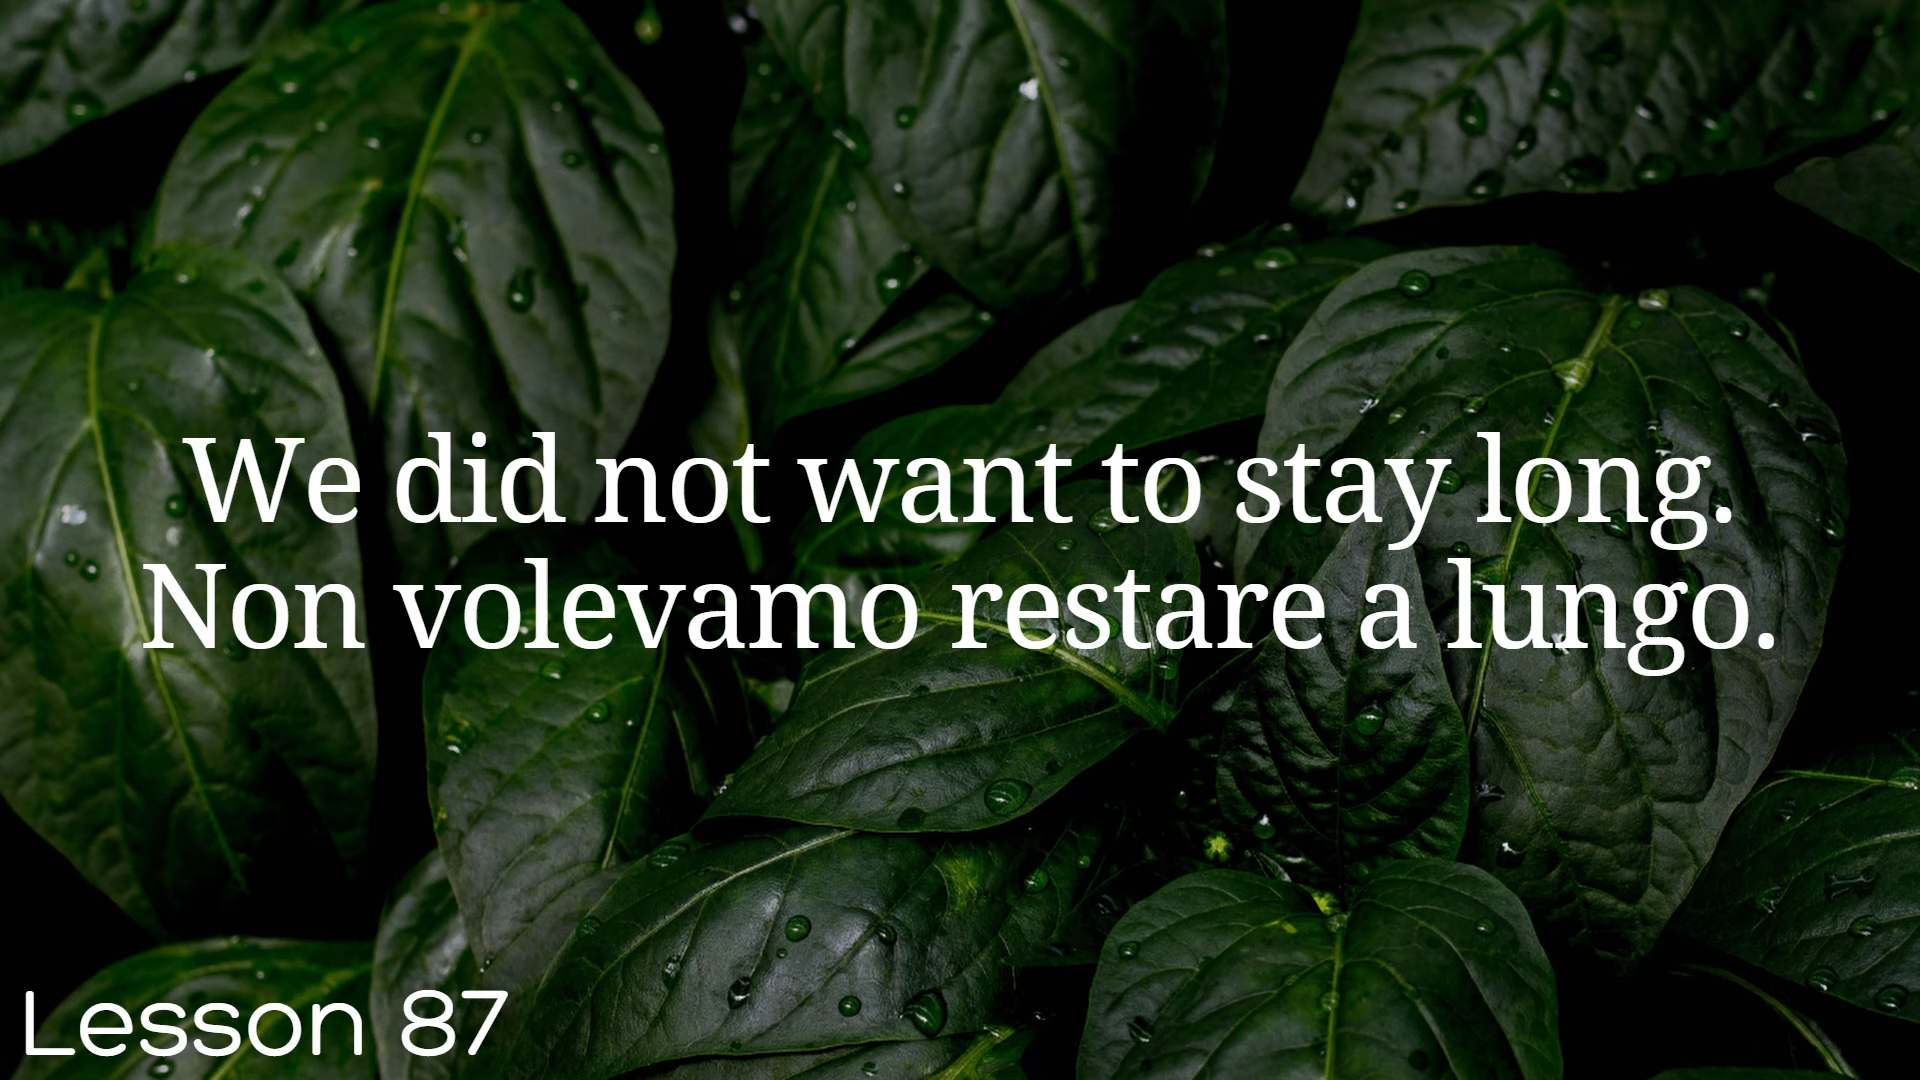 We did not want to stay long.
Non volevamo restare a lungo.
Lesson 87